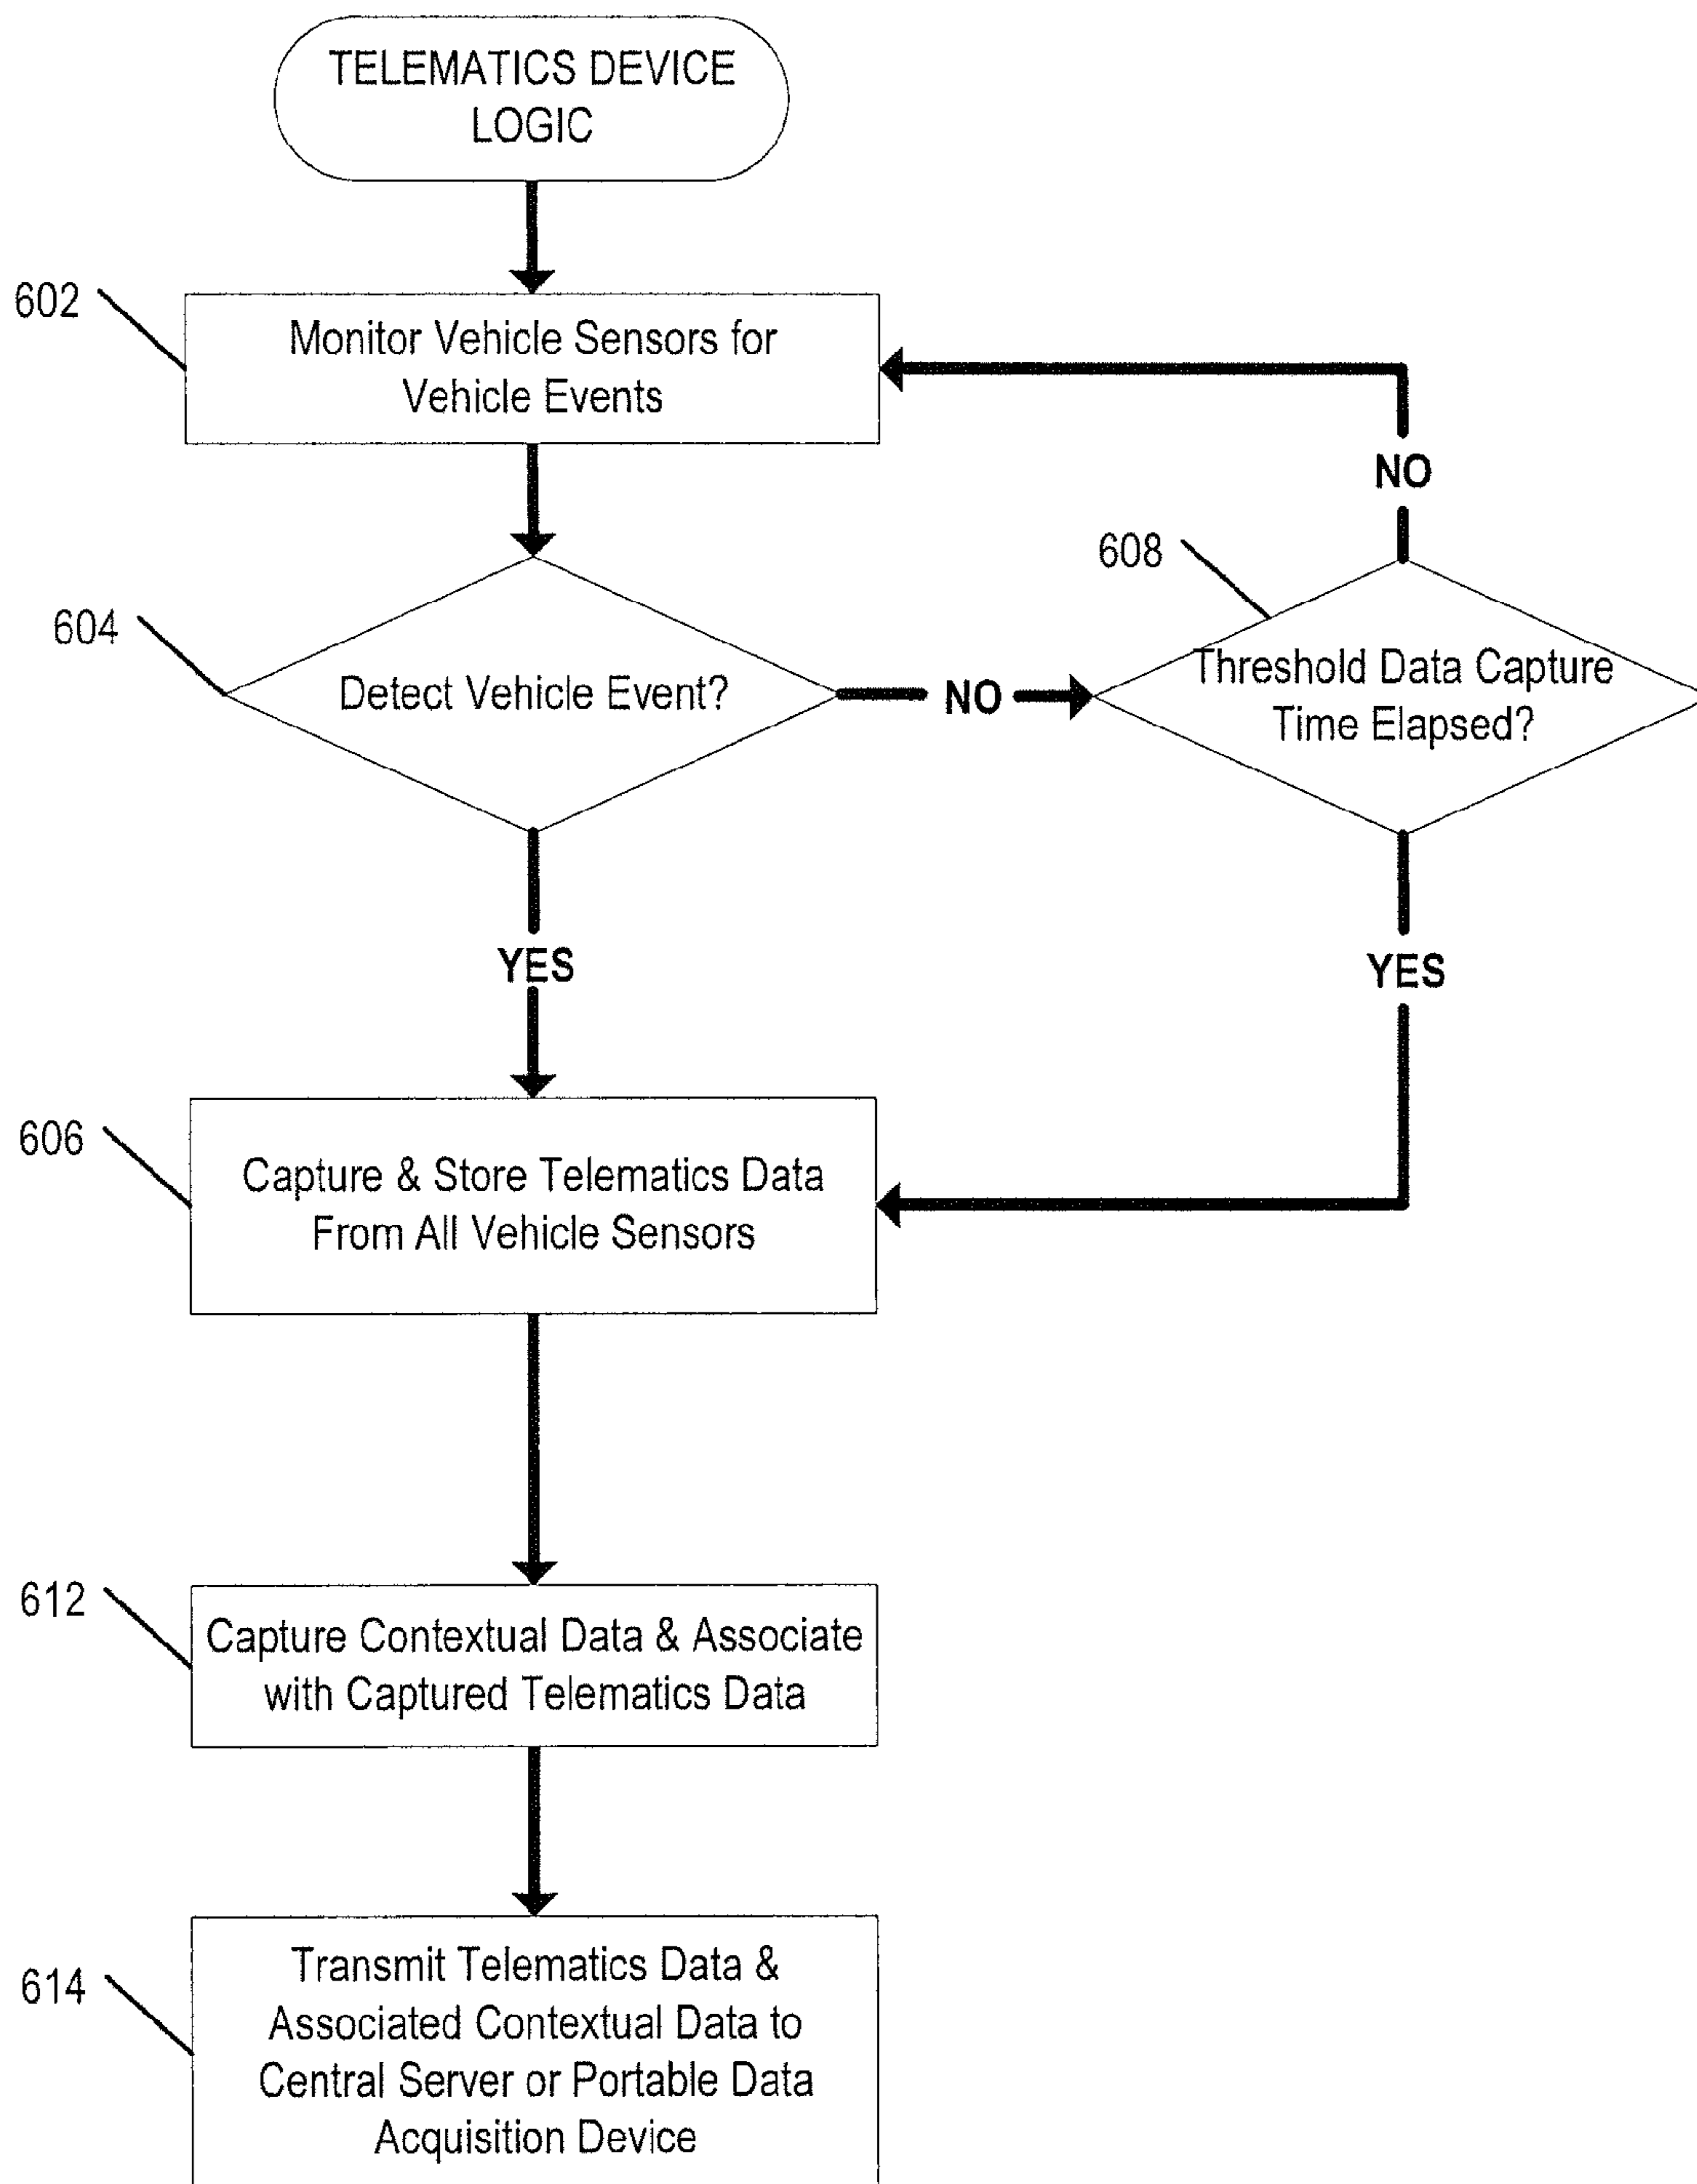 TELEMATICS DEVICE
LOGIC
602
Monitor Vehicle Sensors for
Vehicle Events
NO
608
604
Detect Vehicle Event?
NO
Threshold Data Capture
Time Elapsed?
YES
YES
606
Capture & Store Telematics Data
From All Vehicle Sensors
612
Capture Contextual Data & Associate
with Captured Telematics Data
614
Transmit Telematics Data &
Associated Contextual Data to
Central Server or Portable Data
Acquisition Device